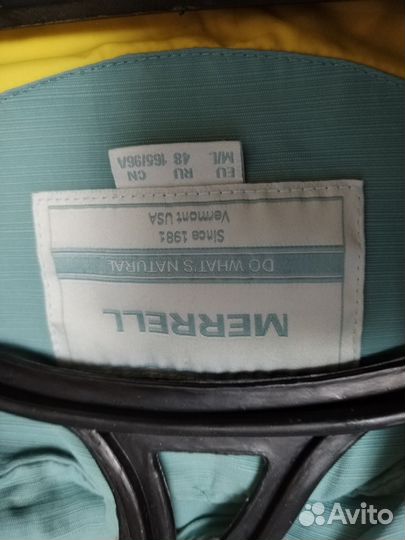 MERRELL
DO WHAT'S NATURAL
Since 1981
Vermont USA
EU RU CN
M/L 48 165/96A
Avito